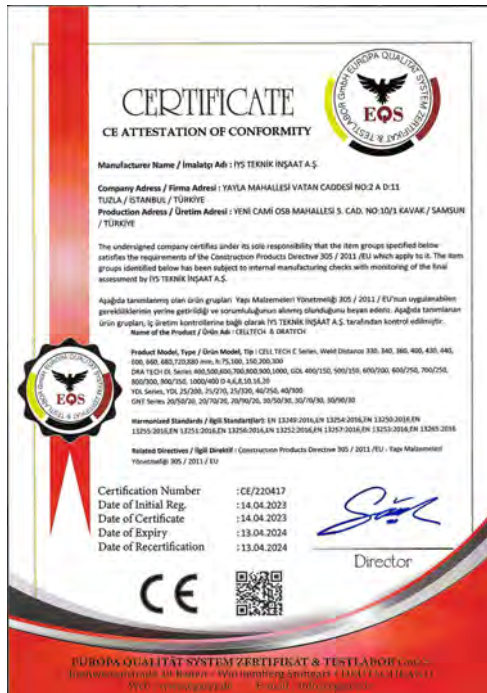 CERTIFICATE
CE ATTESTATION OF CONFORMITY
EUROPA QUALITAT SYSTEM ZERTIFIKAT & TESTLABOR GmbH
EQS
Manufacturer Name / İmalatçı Adı : İYS TEKNİK İNŞAAT A.Ş.
Company Adress / Firma Adresi : YAYLA MAHALLESİ VATAN CADDESİ NO:2 A D:11
TUZLA / İSTANBUL / TÜRKİYE
Production Adress / Üretim Adresi : YENİ CAMİ OSB MAHALLESİ 5. CAD. NO:10/1 KAVAK / SAMSUN
/ TÜRKİYE
The undersigned company certifies under its sole responsibility that the item groups spectified below
satisfies the requirements of the Construction Products Directive 305 / 2011 /EU which apply to it. The item
groups identified below has been subject to internal manufacturing checks with monitoring of the final
assessment by İYS TEKNİK İNŞAAT A.Ş.
Aşağıda tanımlanmış olan ürün grupları Yapı Malzemeleri Yönetmeliği 305 / 2011 / EU'nun uygulanabilen
gerekliliklerinin yerine getirildiği ve sorumluluğunun alınmış olunduğunu beyan ederiz. Aşağıda tanımlanan
ürün grupları, iç üretim kontrollerine bağlı olarak İYS TEKNİK İNŞAAT A.Ş. tarafından kontrol edilmiştir.
Name of the Product / Ürün Adı : CELLTECH & DRATECH
Product Model, Type / Ürün Model, Tip : CELL TECH C Series, Weld Distance 330, 340, 360, 400, 430, 440,
600, 660, 680,720,880 mm, h:75,100, 150,200,300
DRA TECH DL Series 400,500,600,700,800,900,1000, GDL 400/150, 500/150, 600/200, 600/250, 700/250,
800/300, 900/350, 1000/400 D:4,6,8,10,16,20
YDL Series, YDL 25/200, 25/270, 25/320, 40/250, 40/300
GNT Series 20/50/20, 20/70/20, 20/90/20, 30/50/30, 30/70/30, 30/90/30
Harmonized Standards / İlgili Standart(lar): EN 13249:2016,EN 13254:2016,EN 13250:2016,EN
13255:2016,EN 13251:2016,EN 13256:2016,EN 13252:2016,EN 13257:2016,EN 13253:2016,EN 13265:2016
Related Directives / İlgili Direktif : Construction Products Directive 305 / 2011 /EU - Yapı Malzemeleri
Yönetmeliği 305 / 2011 / EU
EQS
Certification Number :CE/220417
Date of Initial Reg. :14.04.2023
Date of Certificate :14.04.2023
Date of Expiry :13.04.2024
Date of Recertification :13.04.2024
Director
CE
EUROPA QUALITÄT SYSTEM ZERTIFIKAT & TESTLABOR